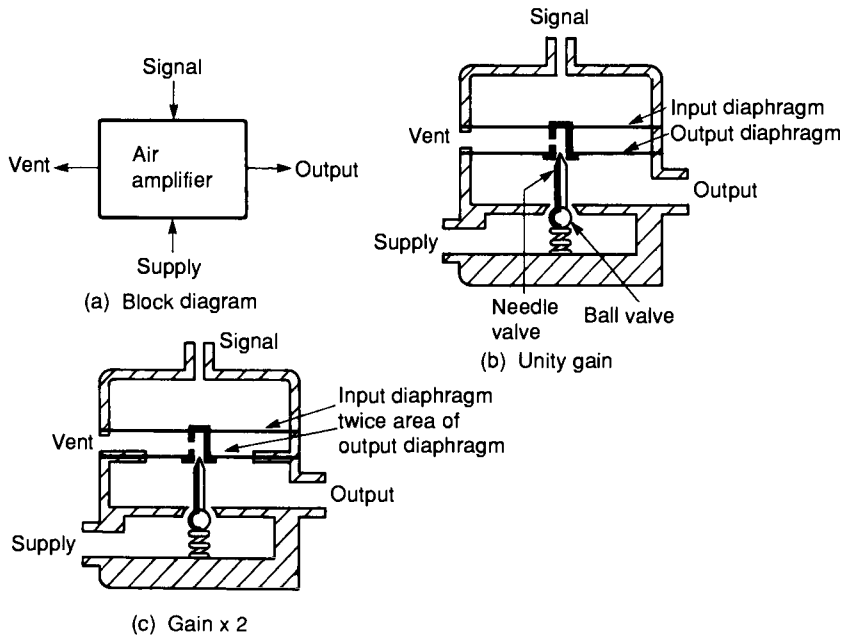 Signal
Vent
Air
amplifier
Output
Supply
(a) Block diagram
Signal
Input diaphragm
Output diaphragm
Vent
Output
Supply
Needle
valve
Ball valve
(b) Unity gain
Signal
Input diaphragm
twice area of
output diaphragm
Vent
Output
Supply
(c) Gain x 2